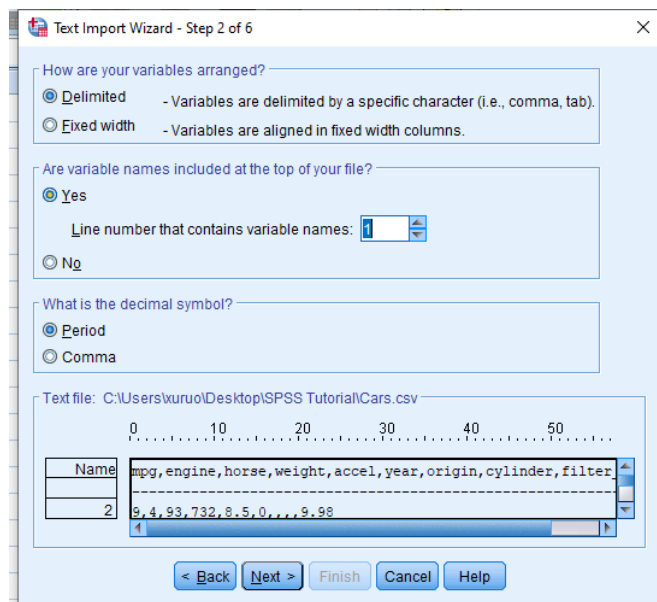 Text Import Wizard - Step 2 of 6
How are your variables arranged?
Delimited - Variables are delimited by a specific character (i.e., comma, tab).
Fixed width - Variables are aligned in fixed width columns.
Are variable names included at the top of your file?
Yes
Line number that contains variable names: 1
No
What is the decimal symbol?
Period
Comma
Text file: C:\Users\xuruo\Desktop\SPSS Tutorial\Cars.csv
0 10 20 30 40 50
Name mpg,engine,horse,weight,accel,year,origin,cylinder,filter_
2 9,4,93,732,8.5,0,,,,9.98
< Back Next > Finish Cancel Help